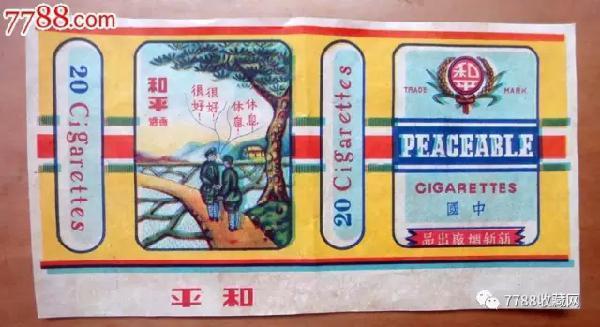 7788.com
20 Cigarettes
和平
香烟
很好！
很好！
休息
休息！
20 Cigarettes
和平
TRADE MARK
PEACEABLE
CIGARETTES
中國
新新烟廠出品
和平
7788收藏网